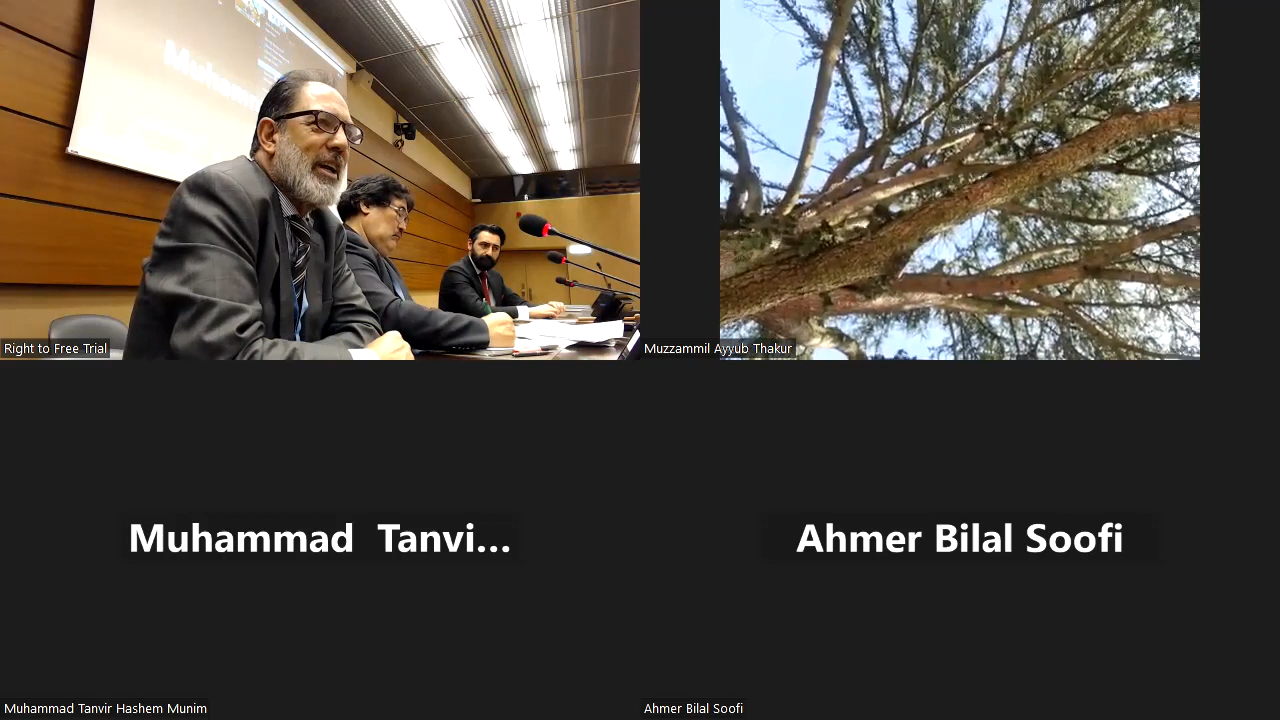 Right to Free Trial
Muzzammil Ayyub Thakur
Muhammad Tanvi...
Ahmer Bilal Soofi
Muhammad Tanvir Hashem Munim
Ahmer Bilal Soofi